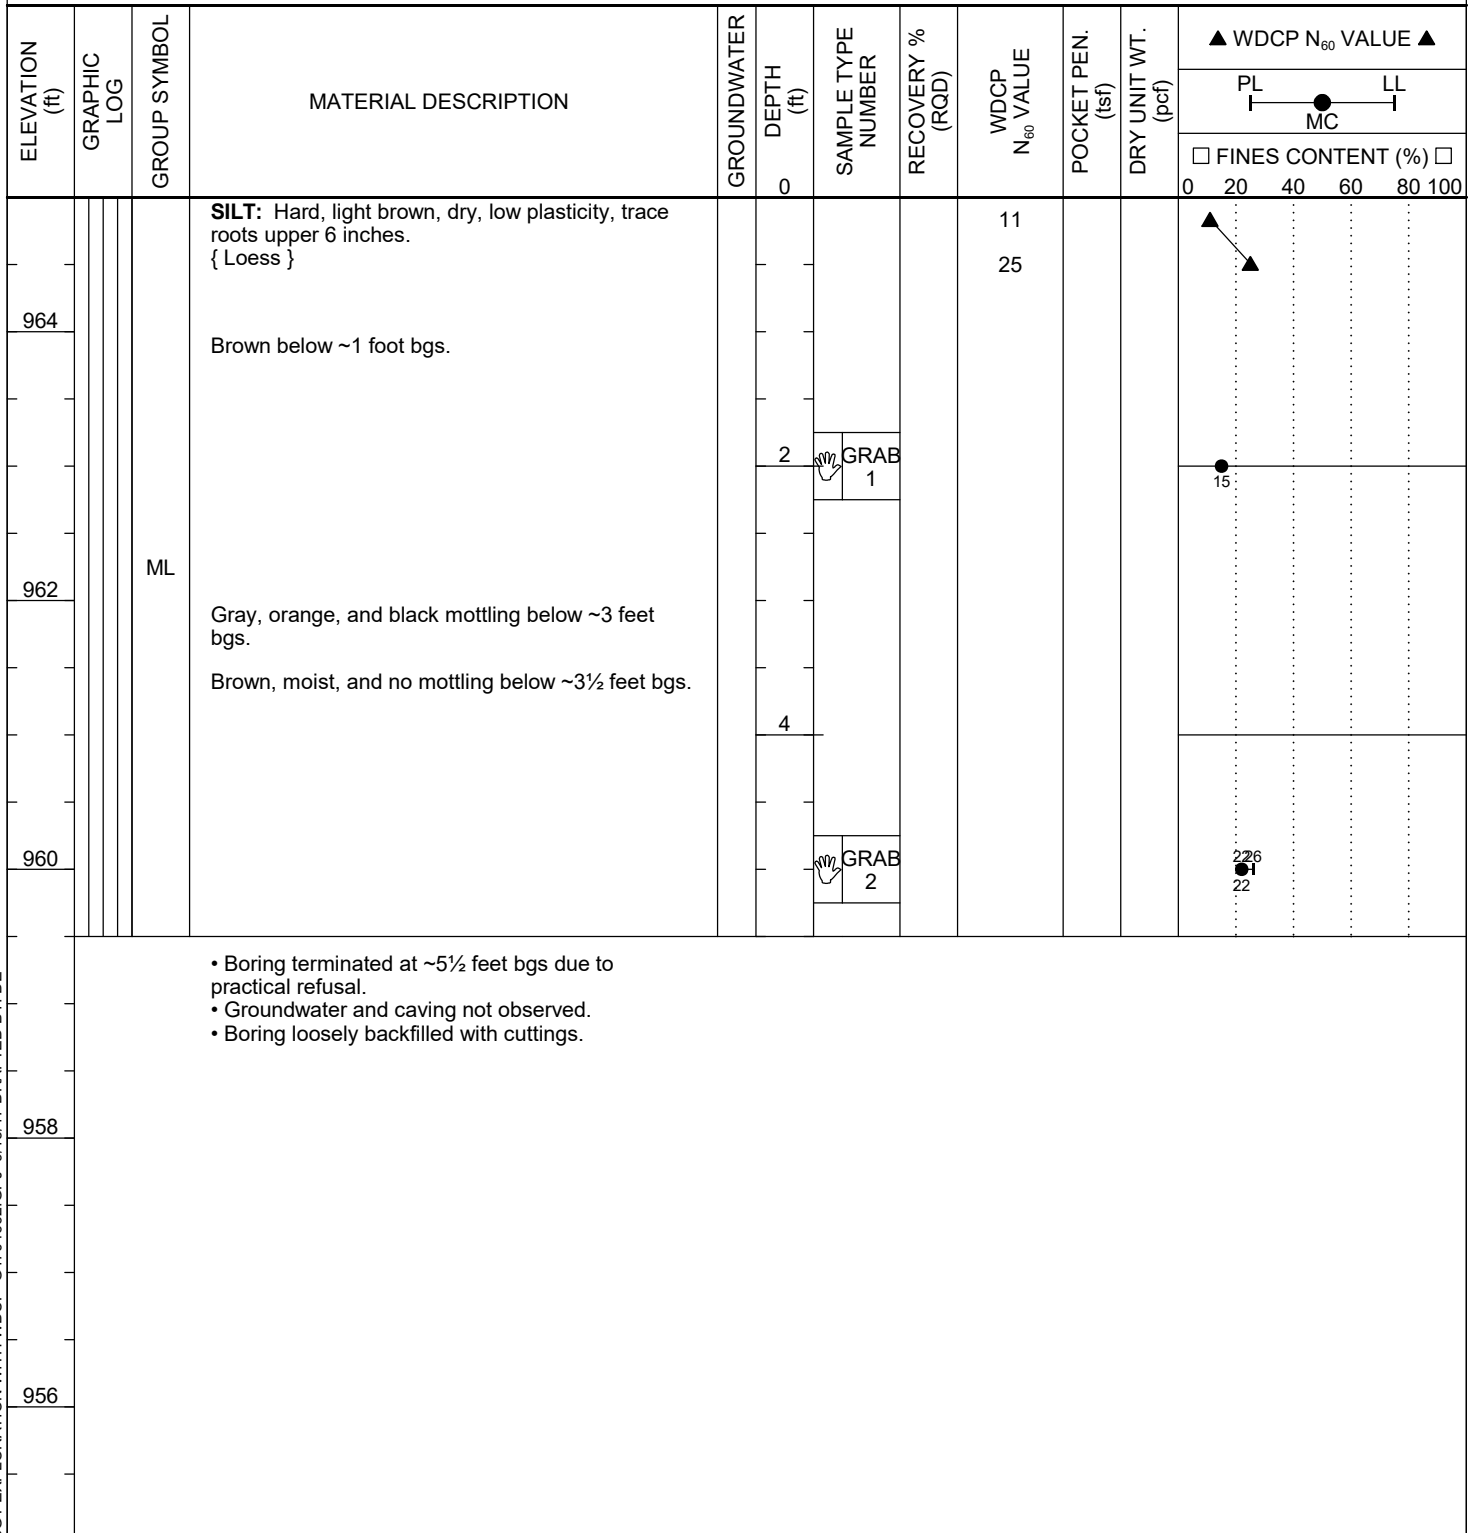 ELEVATION
(ft)
GRAPHIC
LOG
GROUP SYMBOL
MATERIAL DESCRIPTION
GROUNDWATER
DEPTH
(ft)
0
SAMPLE TYPE
NUMBER
RECOVERY %
(RQD)
WDCP
N60 VALUE
POCKET PEN.
(tsf)
DRY UNIT WT.
(pcf)
▲ WDCP N60 VALUE ▲
PL LL
MC
□ FINES CONTENT (%) □
0 20 40 60 80 100
SILT: Hard, light brown, dry, low plasticity, trace
roots upper 6 inches.
{ Loess }
11
25
964
Brown below ~1 foot bgs.
2
GRAB
1
15
ML
962
Gray, orange, and black mottling below ~3 feet
bgs.
Brown, moist, and no mottling below ~3½ feet bgs.
4
960
GRAB
2
22 26
22
• Boring terminated at ~5½ feet bgs due to
practical refusal.
• Groundwater and caving not observed.
• Boring loosely backfilled with cuttings.
958
956